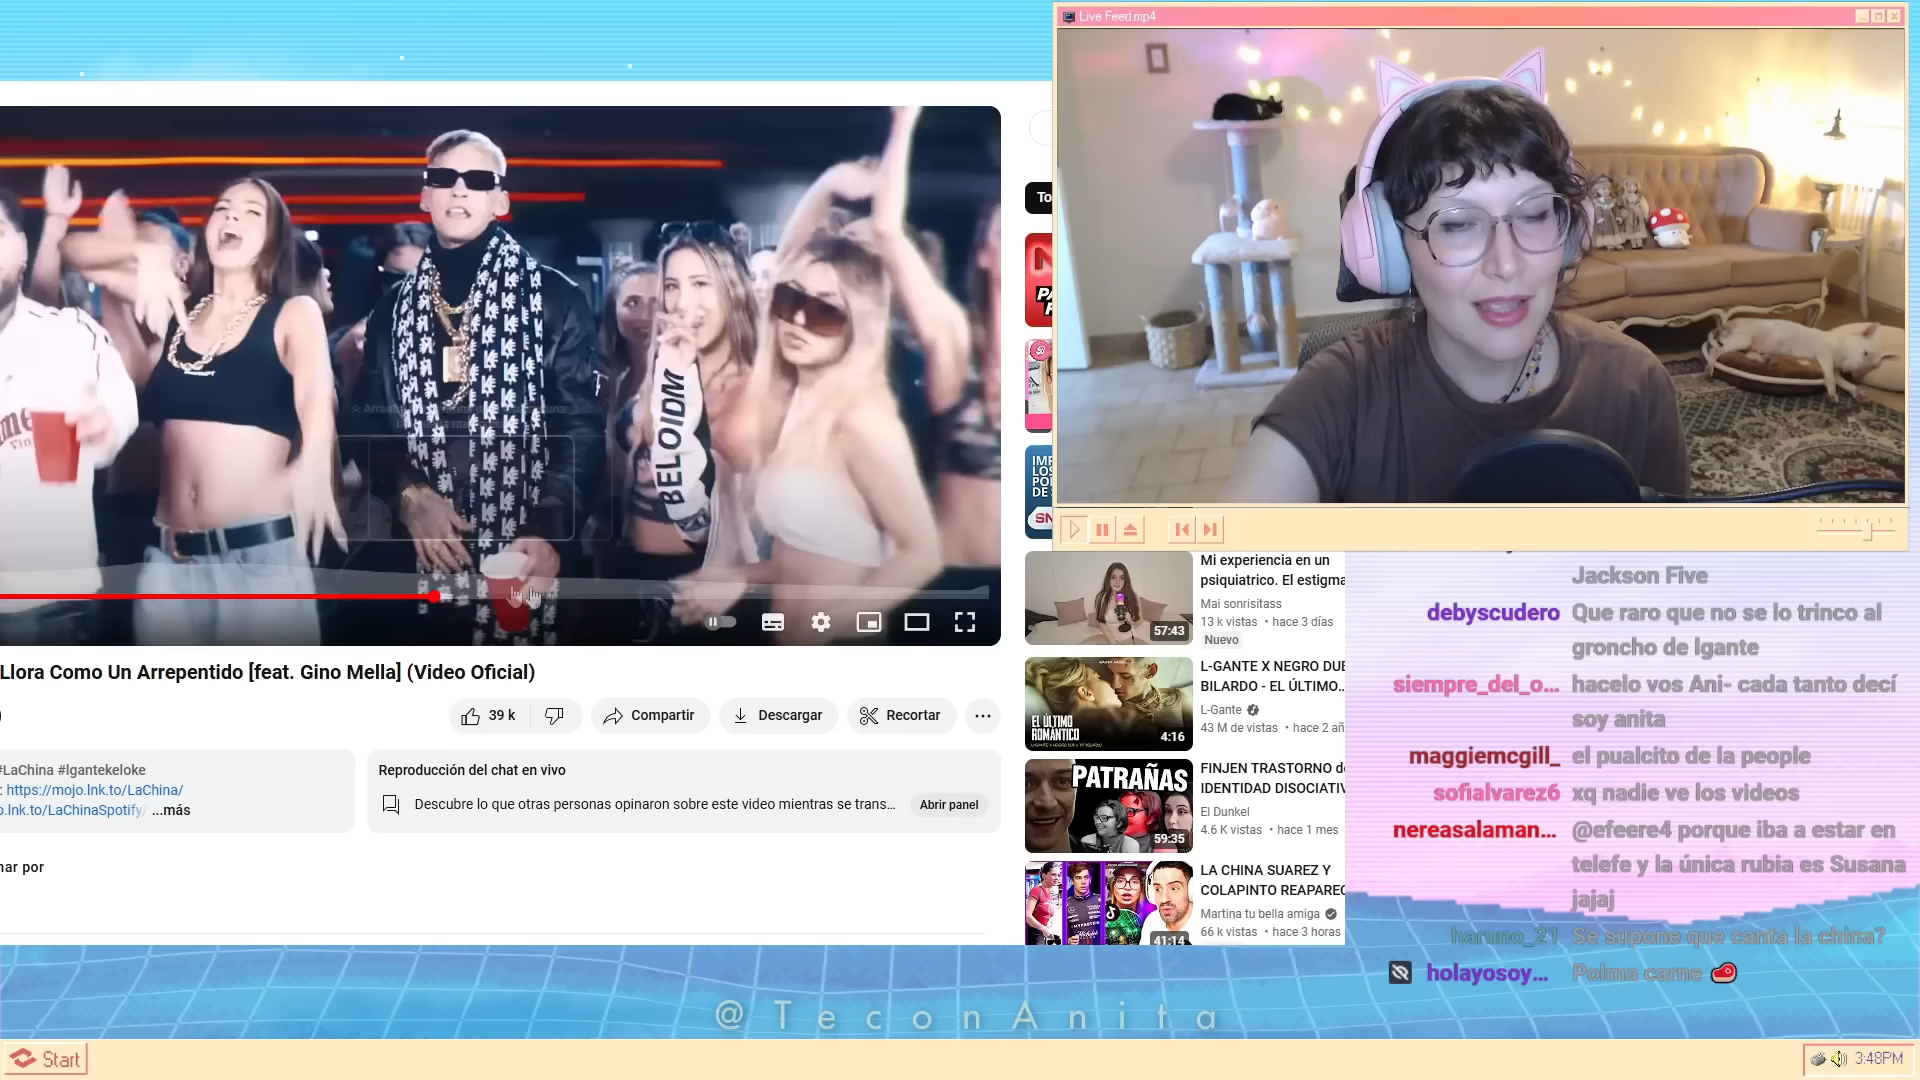 Live Feed.mp4
BELOIDM
To
IMP
LOS
PO
DE
SN
Llora Como Un Arrepentido [feat. Gino Mella] (Video Oficial)
39 k
Compartir
Descargar
Recortar
#LaChina #lgantekeloke
: https://mojo.lnk.to/LaChina/
o.lnk.to/LaChinaSpotify/ ...más
Reproducción del chat en vivo
Descubre lo que otras personas opinaron sobre este video mientras se trans...
Abrir panel
nar por
Mi experiencia en un
psiquiatrico. El estigma
Mai sonrisitass
13 k vistas • hace 3 días
Nuevo
57:43
L-GANTE X NEGRO DUB
BILARDO - EL ÚLTIMO...
L-Gante
43 M de vistas • hace 2 añ
EL ÚLTIMO
ROMÁNTICO
4:16
FINJEN TRASTORNO d
IDENTIDAD DISOCIATIV
El Dunkel
4.6 K vistas • hace 1 mes
PATRAÑAS
59:35
LA CHINA SUAREZ Y
COLAPINTO REAPAREC
Martina tu bella amiga
66 k vistas • hace 3 horas
41:14
Jackson Five
debyscudero Que raro que no se lo trinco al
groncho de lgante
siempre_del_o... hacelo vos Ani- cada tanto decí
soy anita
maggiemcgill_ el pualcito de la people
sofialvarez6 xq nadie ve los videos
nereasalaman... @efeere4 porque iba a estar en
telefe y la única rubia es Susana
jajaj
haruno_21 Se supone que canta la china?
holayosoy... Polma carne
@TeconAnita
Start
3:48PM